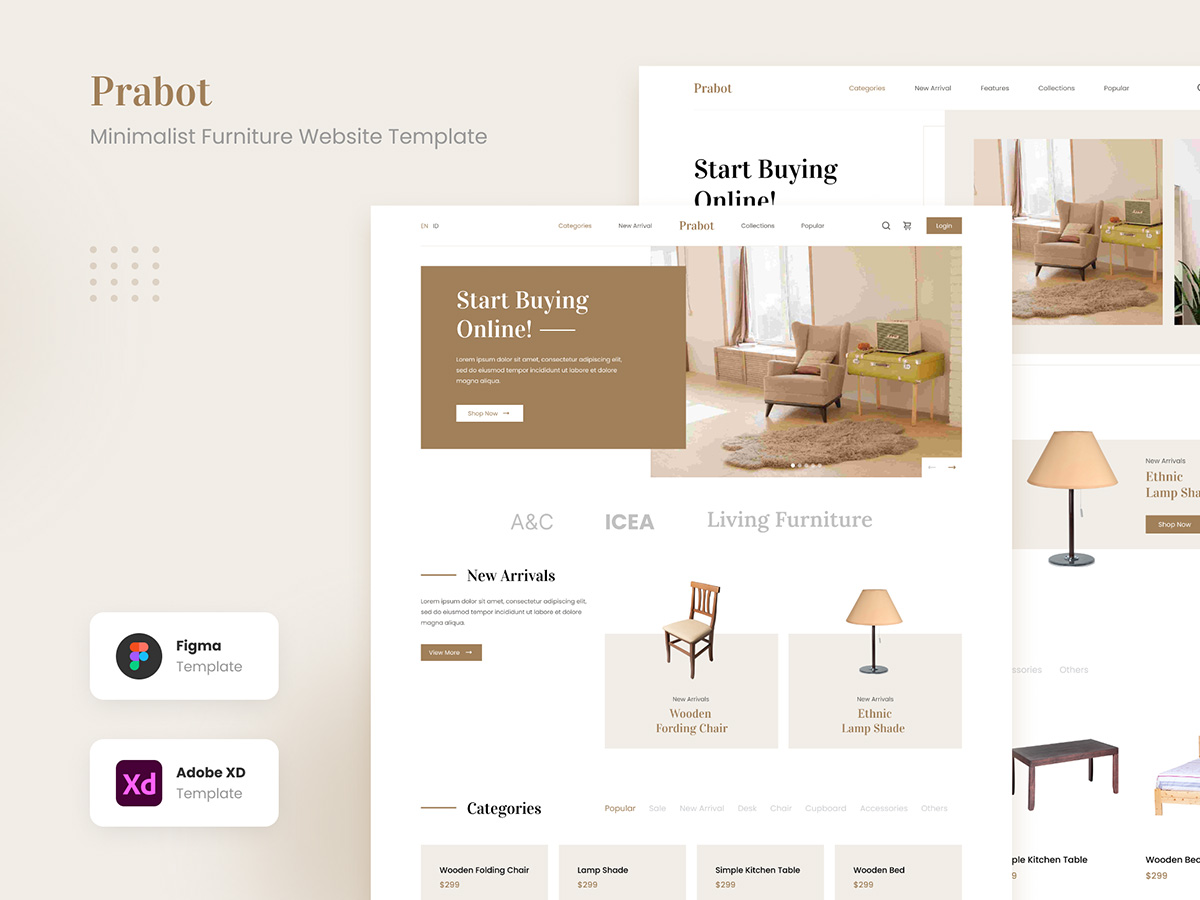 Prabot
Minimalist Furniture Website Template
Figma
Template
Xd
Adobe XD
Template
Prabot
Categories New Arrival Features Collections Popular
Start Buying
Online!
EN ID
Categories New Arrival Prabot Collections Popular
Login
Start Buying
Online!
Lorem ipsum dolor sit amet, consectetur adipiscing elit,
sed do eiusmod tempor incididunt ut labore et dolore
magna aliqua.
Shop Now
A&C ICEA Living Furniture
New Arrivals
Lorem ipsum dolor sit amet, consectetur adipiscing elit,
sed do eiusmod tempor incididunt ut labore et dolore
magna aliqua.
View More
New Arrivals
Wooden
Fording Chair
New Arrivals
Ethnic
Lamp Shade
Categories
Popular Sale New Arrival Desk Chair Cupboard Accessories Others
Wooden Folding Chair
$299
Lamp Shade
$299
Simple Kitchen Table
$299
Wooden Bed
$299
New Arrivals
Ethnic
Lamp Sha
Shop Now
ssories Others
ple Kitchen Table
9
Wooden Bed
$299